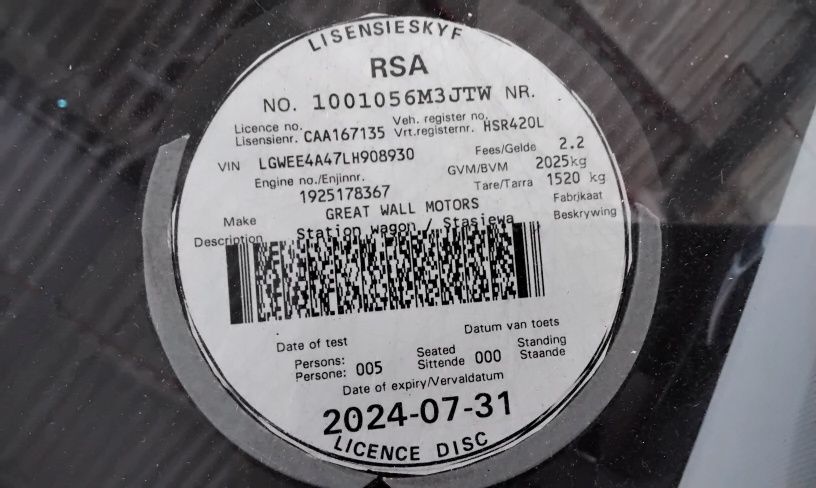 LISENSIESKYF
RSA
NO. 1001056M3JTW NR.
Licence no. Lisensienr. CAA167135 Veh. register no. Vrt.registernr. HSR420L
VIN LGWEE4A47LH908930 Fees/Gelde 2.2
Engine no./Enjinnr. 1925178367 GVM/BVM 2025kg
Tare/Tarra 1520 kg
Make GREAT WALL MOTORS Fabrikaat
Description Station wagon / Stasiewa Beskrywing
Date of test Datum van toets
Persons: Persone: 005 Seated Sittende 000 Standing Staande
Date of expiry/Vervaldatum
2024-07-31
LICENCE DISC